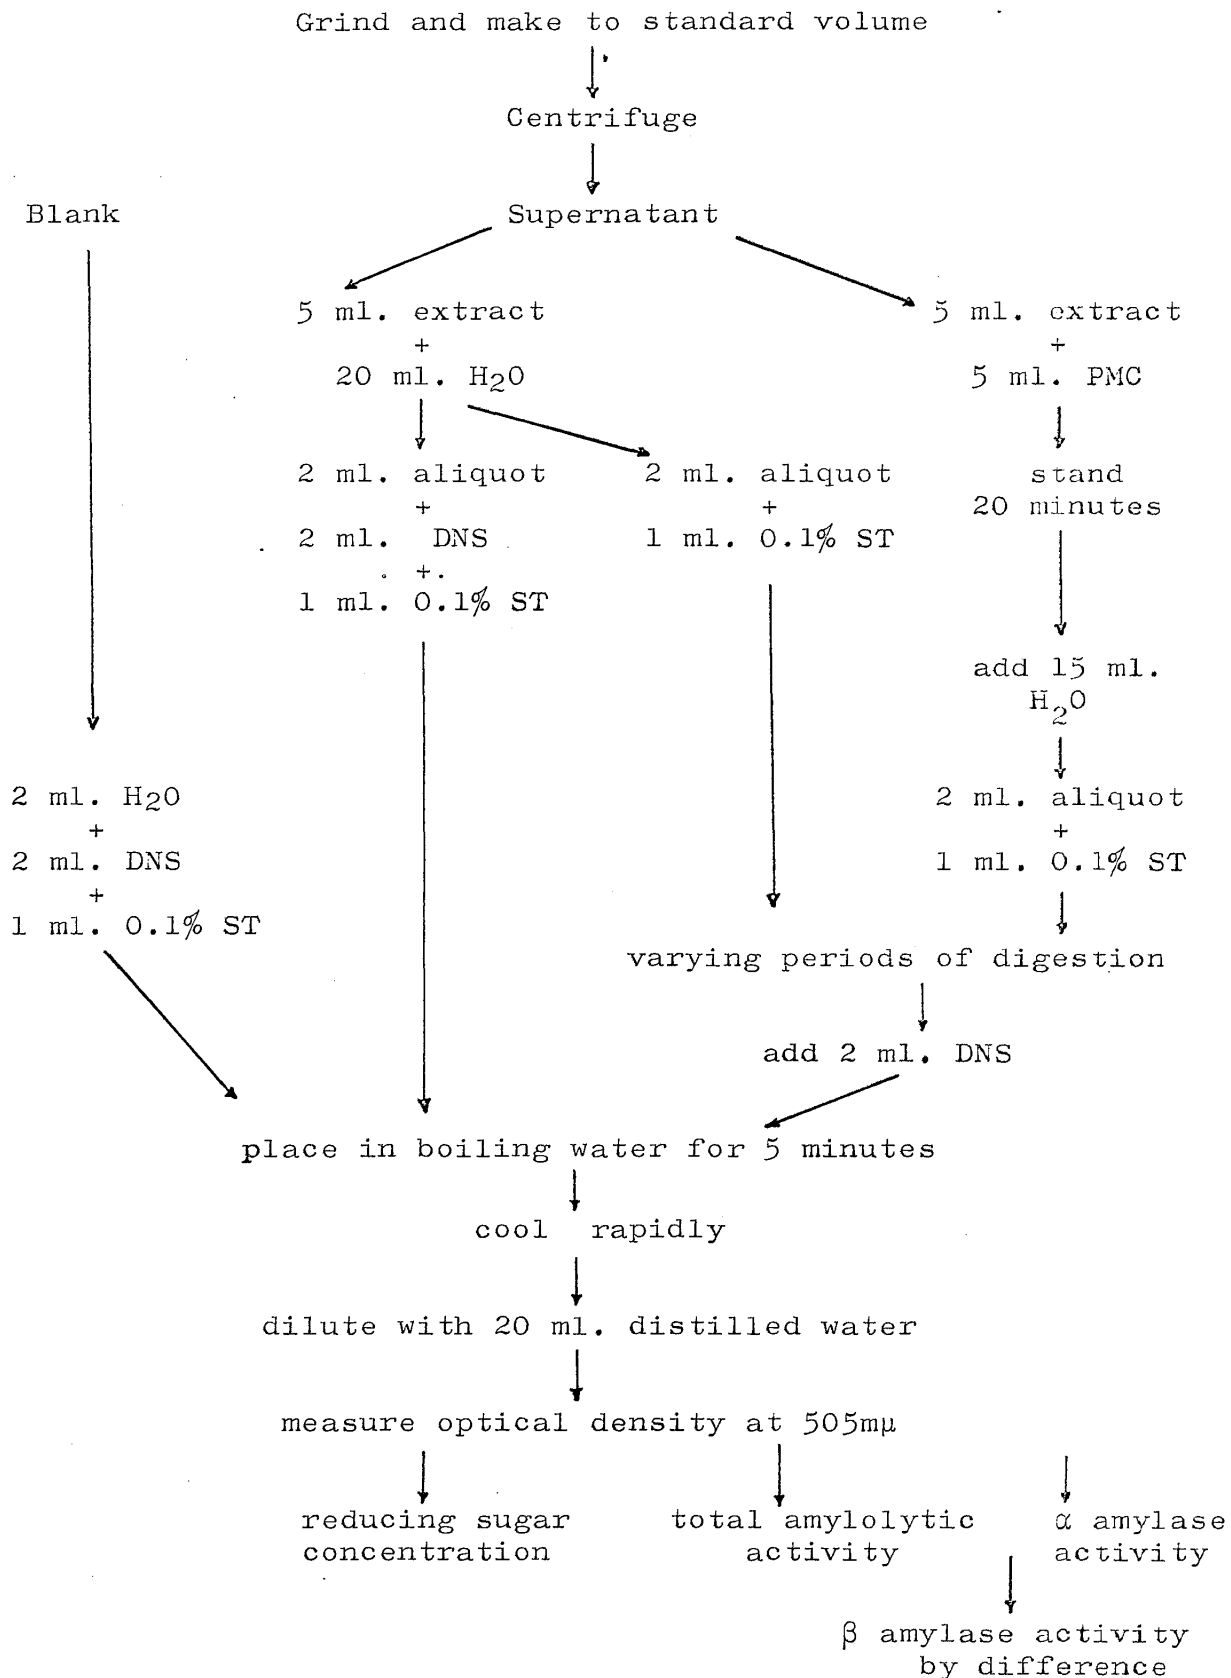 Grind and make to standard volume
Centrifuge
Blank
Supernatant
5 ml. extract
+
20 ml. H2O
5 ml. extract
+
5 ml. PMC
2 ml. aliquot
+
2 ml. DNS
+
1 ml. 0.1% ST
2 ml. aliquot
+
1 ml. 0.1% ST
stand
20 minutes
add 15 ml.
H2O
2 ml. aliquot
+
1 ml. 0.1% ST
2 ml. H2O
+
2 ml. DNS
+
1 ml. 0.1% ST
varying periods of digestion
add 2 ml. DNS
place in boiling water for 5 minutes
cool rapidly
dilute with 20 ml. distilled water
measure optical density at 505mµ
reducing sugar
concentration
total amylolytic
activity
α amylase
activity
β amylase activity
by difference